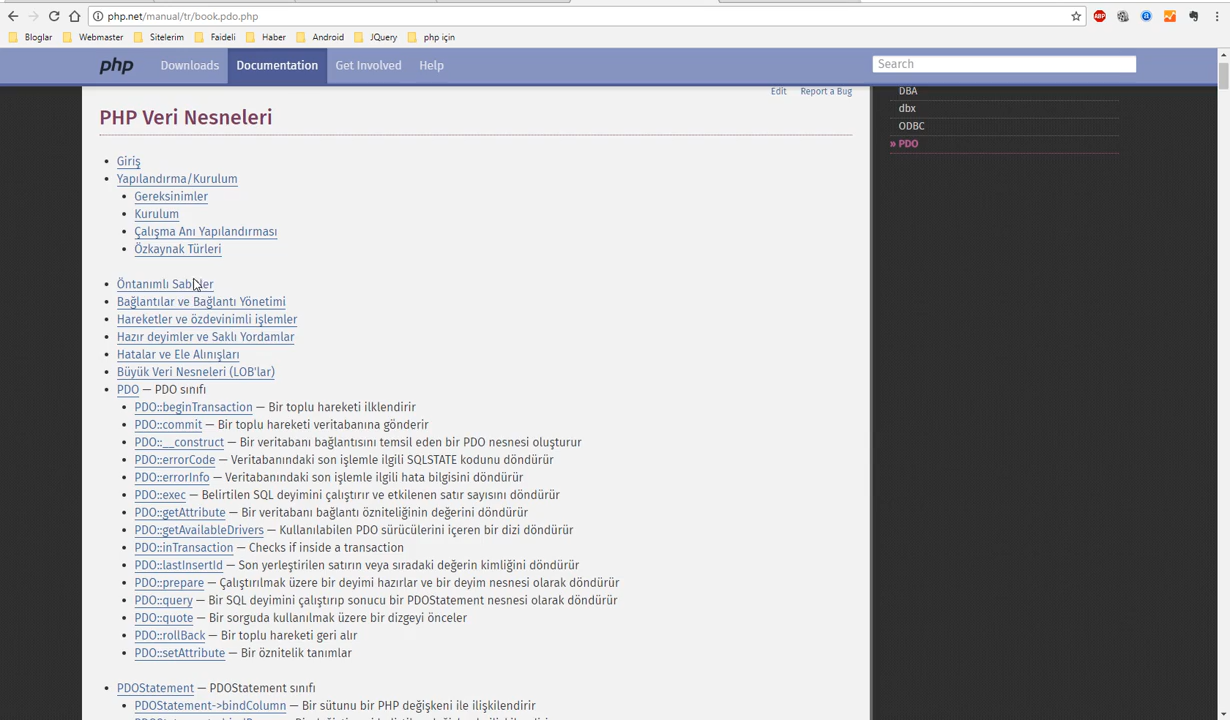 php.net/manual/tr/book.pdo.php
ABP
Bloglar Webmaster Sitelerim Faideli Haber Android JQuery php için
php Downloads Documentation Get Involved Help Search
Edit Report a Bug
PHP Veri Nesneleri
Giriş
Yapılandırma/Kurulum
Gereksinimler
Kurulum
Çalışma Anı Yapılandırması
Özkaynak Türleri
Öntanımlı Sabitler
Bağlantılar ve Bağlantı Yönetimi
Hareketler ve özdevinimli işlemler
Hazır deyimler ve Saklı Yordamlar
Hatalar ve Ele Alınışları
Büyük Veri Nesneleri (LOB'lar)
PDO — PDO sınıfı
PDO::beginTransaction — Bir toplu hareketi ilklendirir
PDO::commit — Bir toplu hareketi veritabanına gönderir
PDO::__construct — Bir veritabanı bağlantısını temsil eden bir PDO nesnesi oluşturur
PDO::errorCode — Veritabanındaki son işlemle ilgili SQLSTATE kodunu döndürür
PDO::errorInfo — Veritabanındaki son işlemle ilgili hata bilgisini döndürür
PDO::exec — Belirtilen SQL deyimini çalıştırır ve etkilenen satır sayısını döndürür
PDO::getAttribute — Bir veritabanı bağlantı özniteliğinin değerini döndürür
PDO::getAvailableDrivers — Kullanılabilen PDO sürücülerini içeren bir dizi döndürür
PDO::inTransaction — Checks if inside a transaction
PDO::lastInsertId — Son yerleştirilen satırın veya sıradaki değerin kimliğini döndürür
PDO::prepare — Çalıştırılmak üzere bir deyimi hazırlar ve bir deyim nesnesi olarak döndürür
PDO::query — Bir SQL deyimini çalıştırıp sonucu bir PDOStatement nesnesi olarak döndürür
PDO::quote — Bir sorguda kullanılmak üzere bir dizgeyi önceler
PDO::rollBack — Bir toplu hareketi geri alır
PDO::setAttribute — Bir öznitelik tanımlar
PDOStatement — PDOStatement sınıfı
PDOStatement->bindColumn — Bir sütunu bir PHP değişkeni ile ilişkilendirir
DBA
dbx
ODBC
» PDO